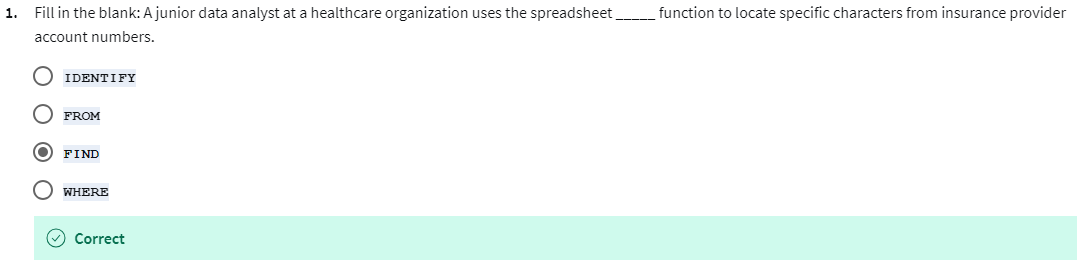 1. Fill in the blank: A junior data analyst at a healthcare organization uses the spreadsheet _____ function to locate specific characters from insurance provider
account numbers.
IDENTIFY
FROM
FIND
WHERE
Correct